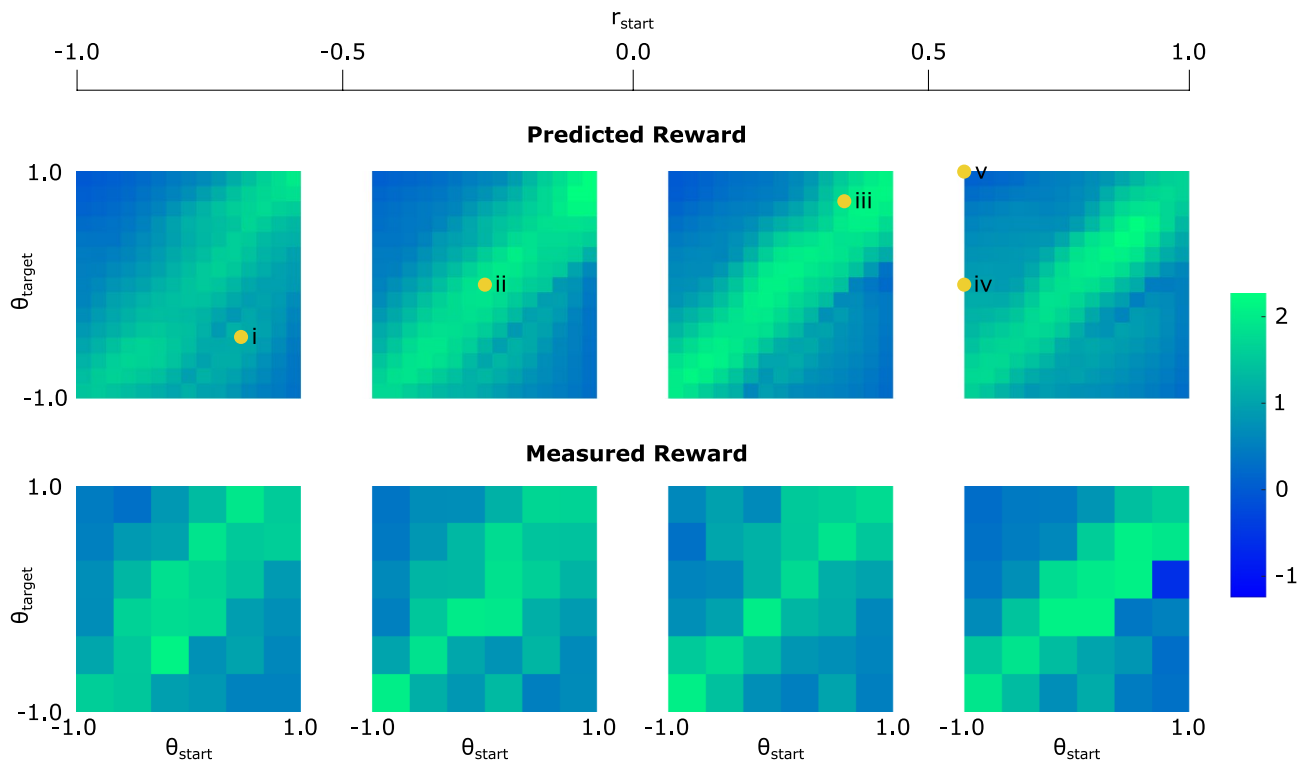 r_start
-1.0 -0.5 0.0 0.5 1.0
Predicted Reward
1.0
θ_target
-1.0
i
ii
iii
v
iv
2
1
0
-1
Measured Reward
1.0
θ_target
-1.0
-1.0 1.0 -1.0 1.0 -1.0 1.0 -1.0 1.0
θ_start θ_start θ_start θ_start